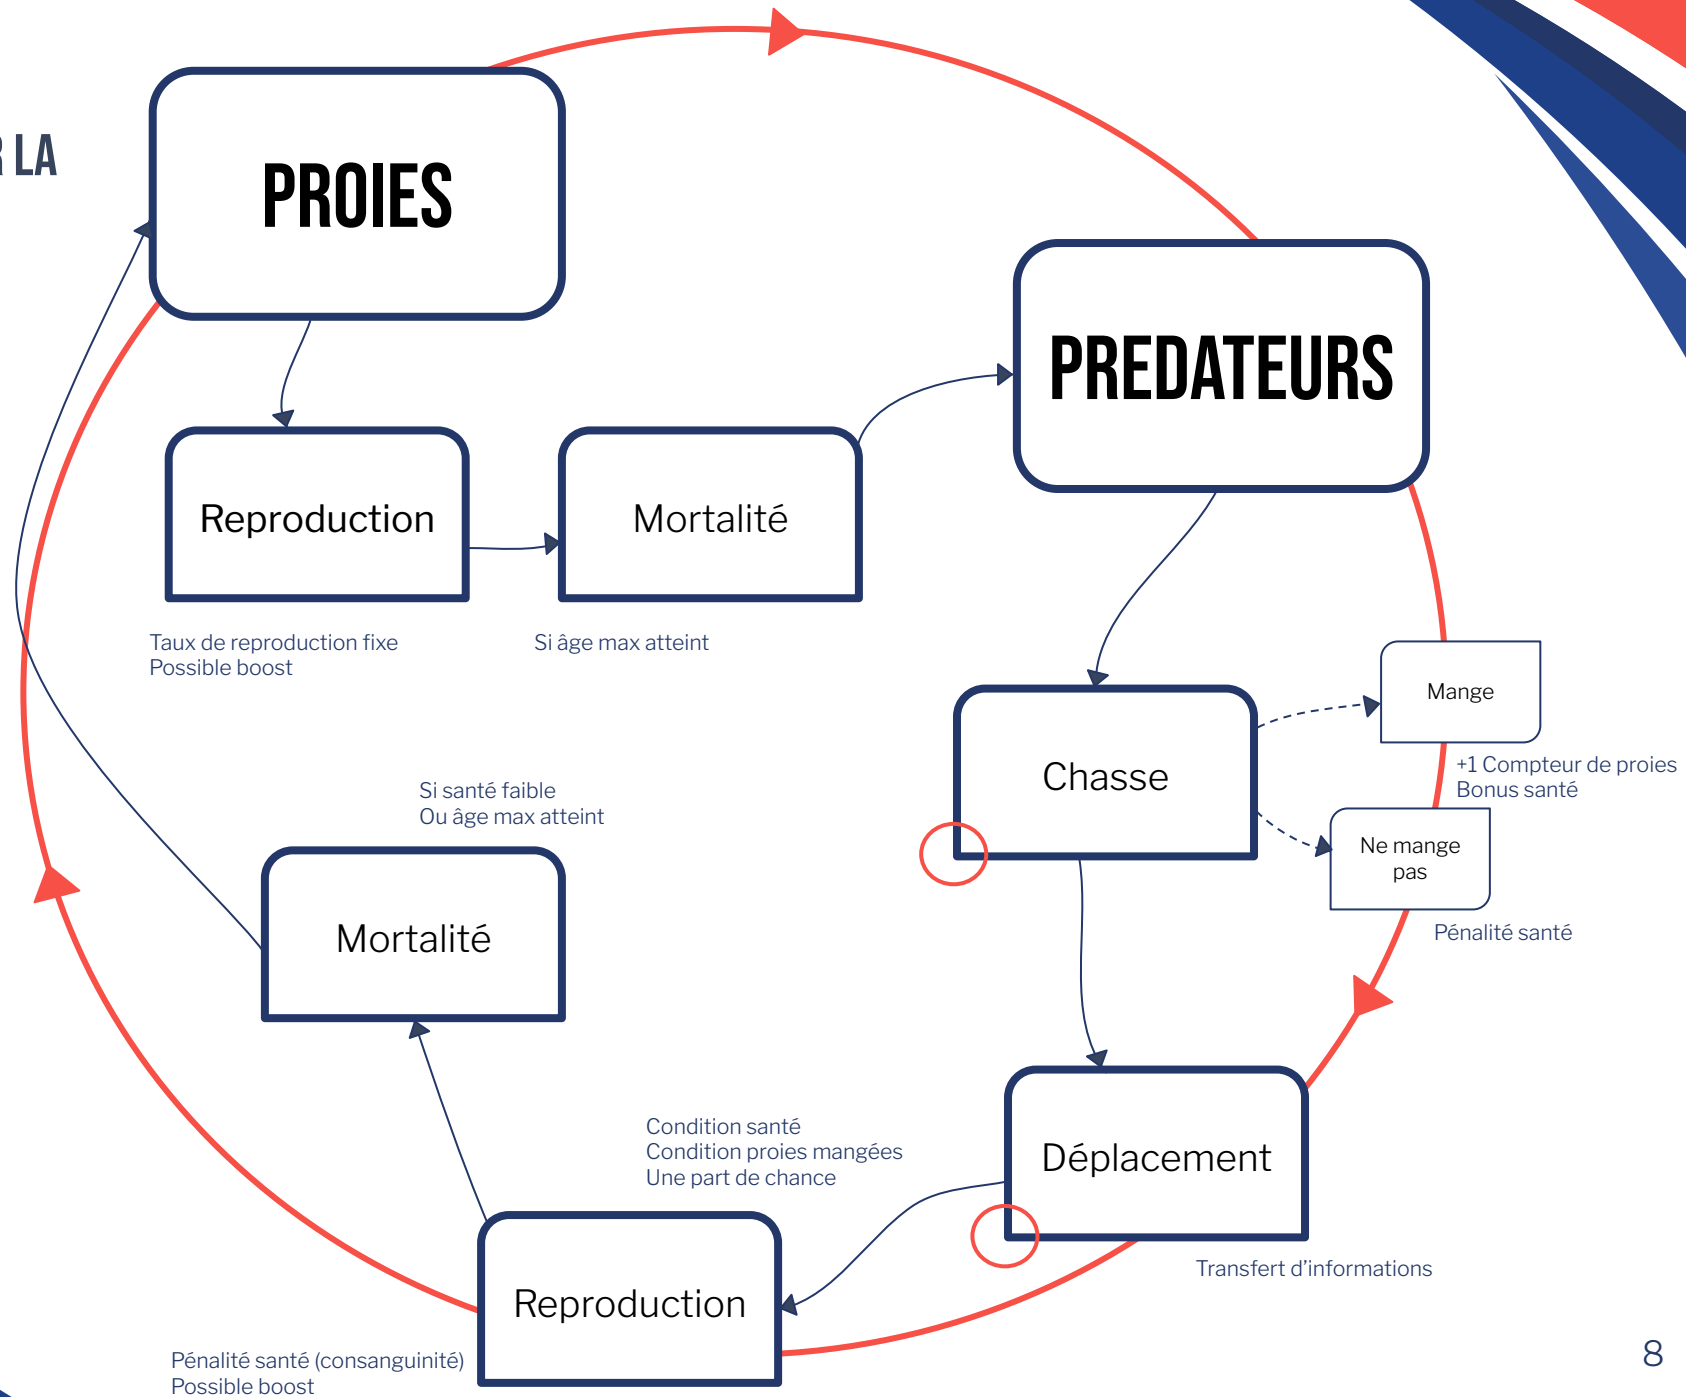 R LA
PROIES
PREDATEURS
Reproduction
Mortalité
Taux de reproduction fixe
Possible boost
Si âge max atteint
Chasse
Mange
+1 Compteur de proies
Bonus santé
Ne mange
pas
Pénalité santé
Si santé faible
Ou âge max atteint
Mortalité
Déplacement
Transfert d’informations
Condition santé
Condition proies mangées
Une part de chance
Reproduction
Pénalité santé (consanguinité)
Possible boost
8